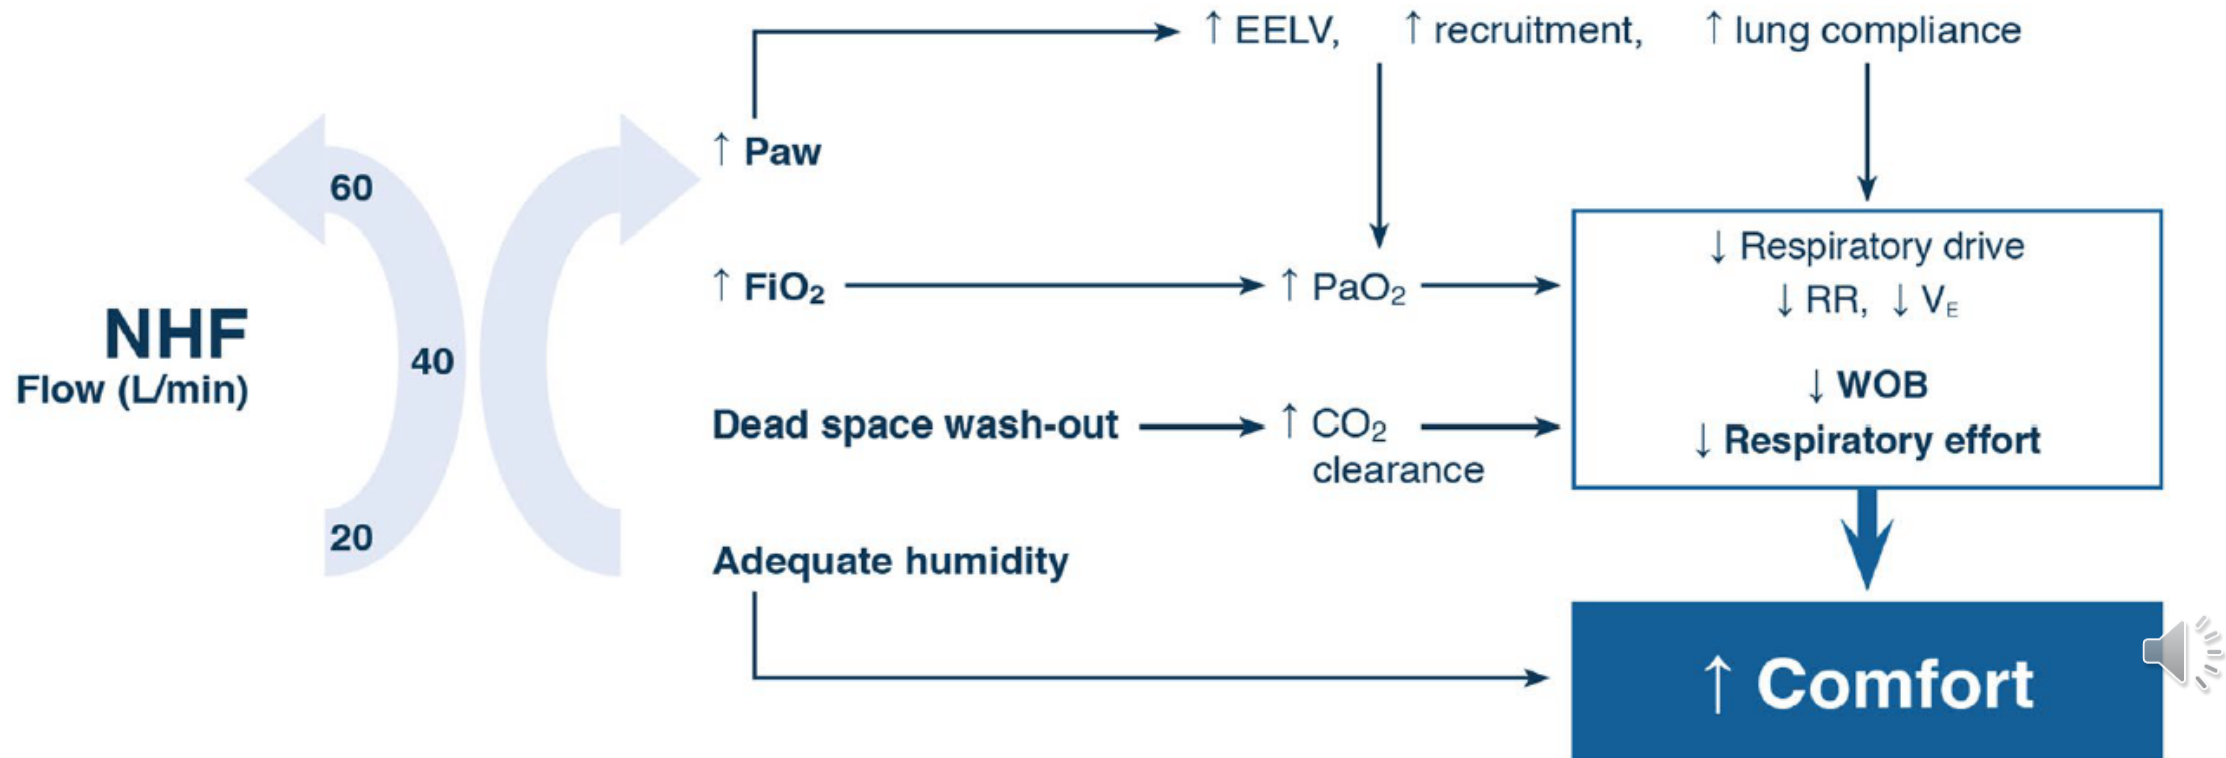 ↑ EELV, ↑ recruitment, ↑ lung compliance
↑ Paw
60
↓ Respiratory drive
↑ FiO₂
↑ PaO₂
↓ RR, ↓ Vᴇ
NHF
Flow (L/min)
40
↓ WOB
Dead space wash-out
↑ CO₂
clearance
↓ Respiratory effort
20
Adequate humidity
↑ Comfort